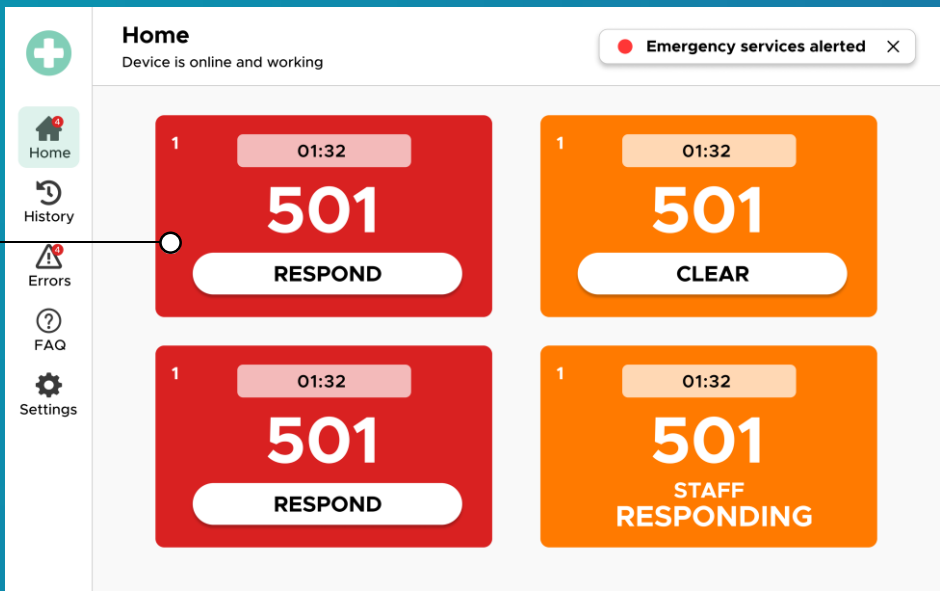 Home
Device is online and working
Emergency services alerted
4
Home
History
4
Errors
FAQ
Settings
1
01:32
501
RESPOND
1
01:32
501
CLEAR
1
01:32
501
RESPOND
1
01:32
501
STAFF
RESPONDING